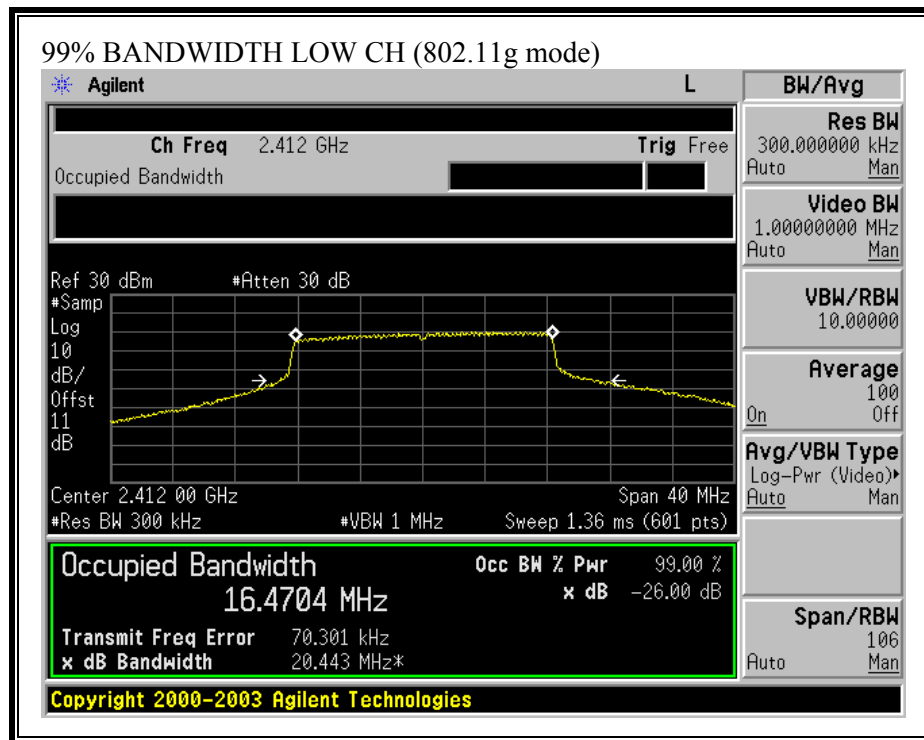 99% BANDWIDTH LOW CH (802.11g mode)
Agilent L
Ch Freq 2.412 GHz Trig Free
Occupied Bandwidth
Ref 30 dBm #Atten 30 dB
#Samp
Log
10
dB/
Offst
11
dB
Center 2.412 00 GHz Span 40 MHz
#Res BW 300 kHz #VBW 1 MHz Sweep 1.36 ms (601 pts)
Occupied Bandwidth
16.4704 MHz
Occ BW % Pwr 99.00 %
x dB -26.00 dB
Transmit Freq Error 70.301 kHz
x dB Bandwidth 20.443 MHz*
Copyright 2000-2003 Agilent Technologies
BW/Avg
Res BW
300.000000 kHz
Auto Man
Video BW
1.00000000 MHz
Auto Man
VBW/RBW
10.00000
Average
100
On Off
Avg/VBW Type
Log-Pwr (Video)▸
Auto Man
Span/RBW
106
Auto Man